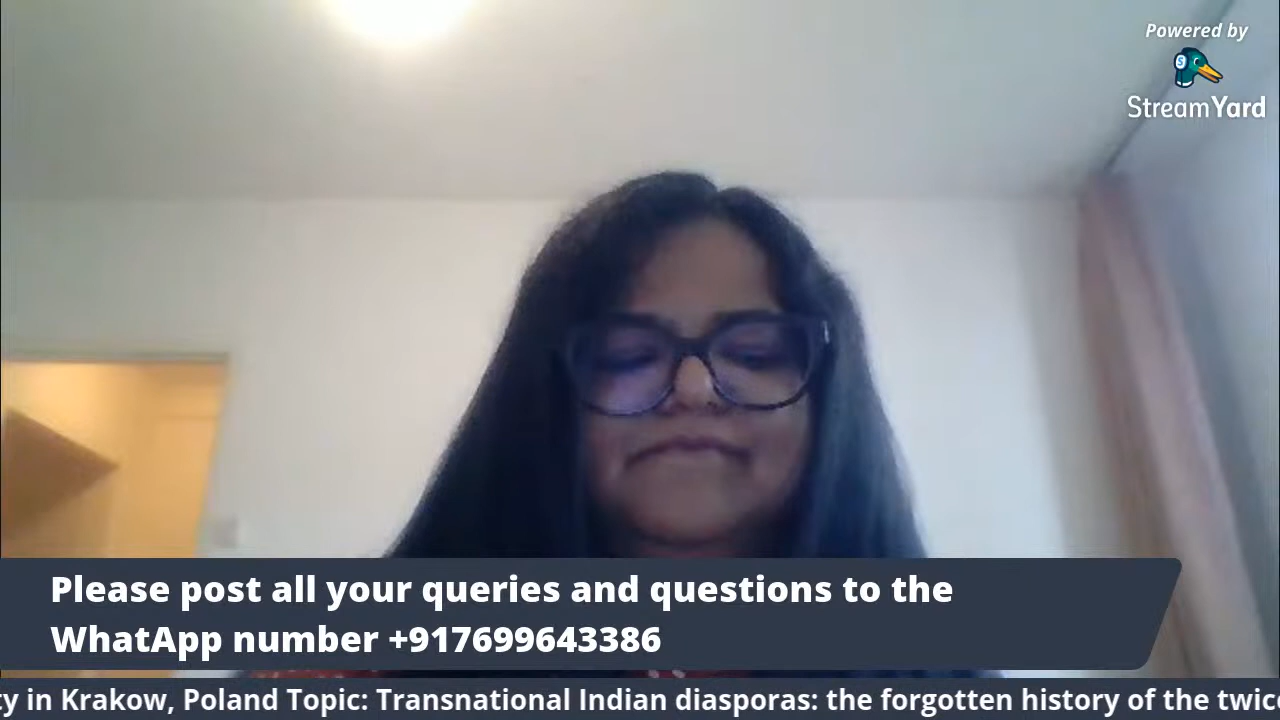 Powered by
StreamYard
Please post all your queries and questions to the
WhatApp number +917699643386
in Krakow, Poland Topic: Transnational Indian diasporas: the forgotten history of the